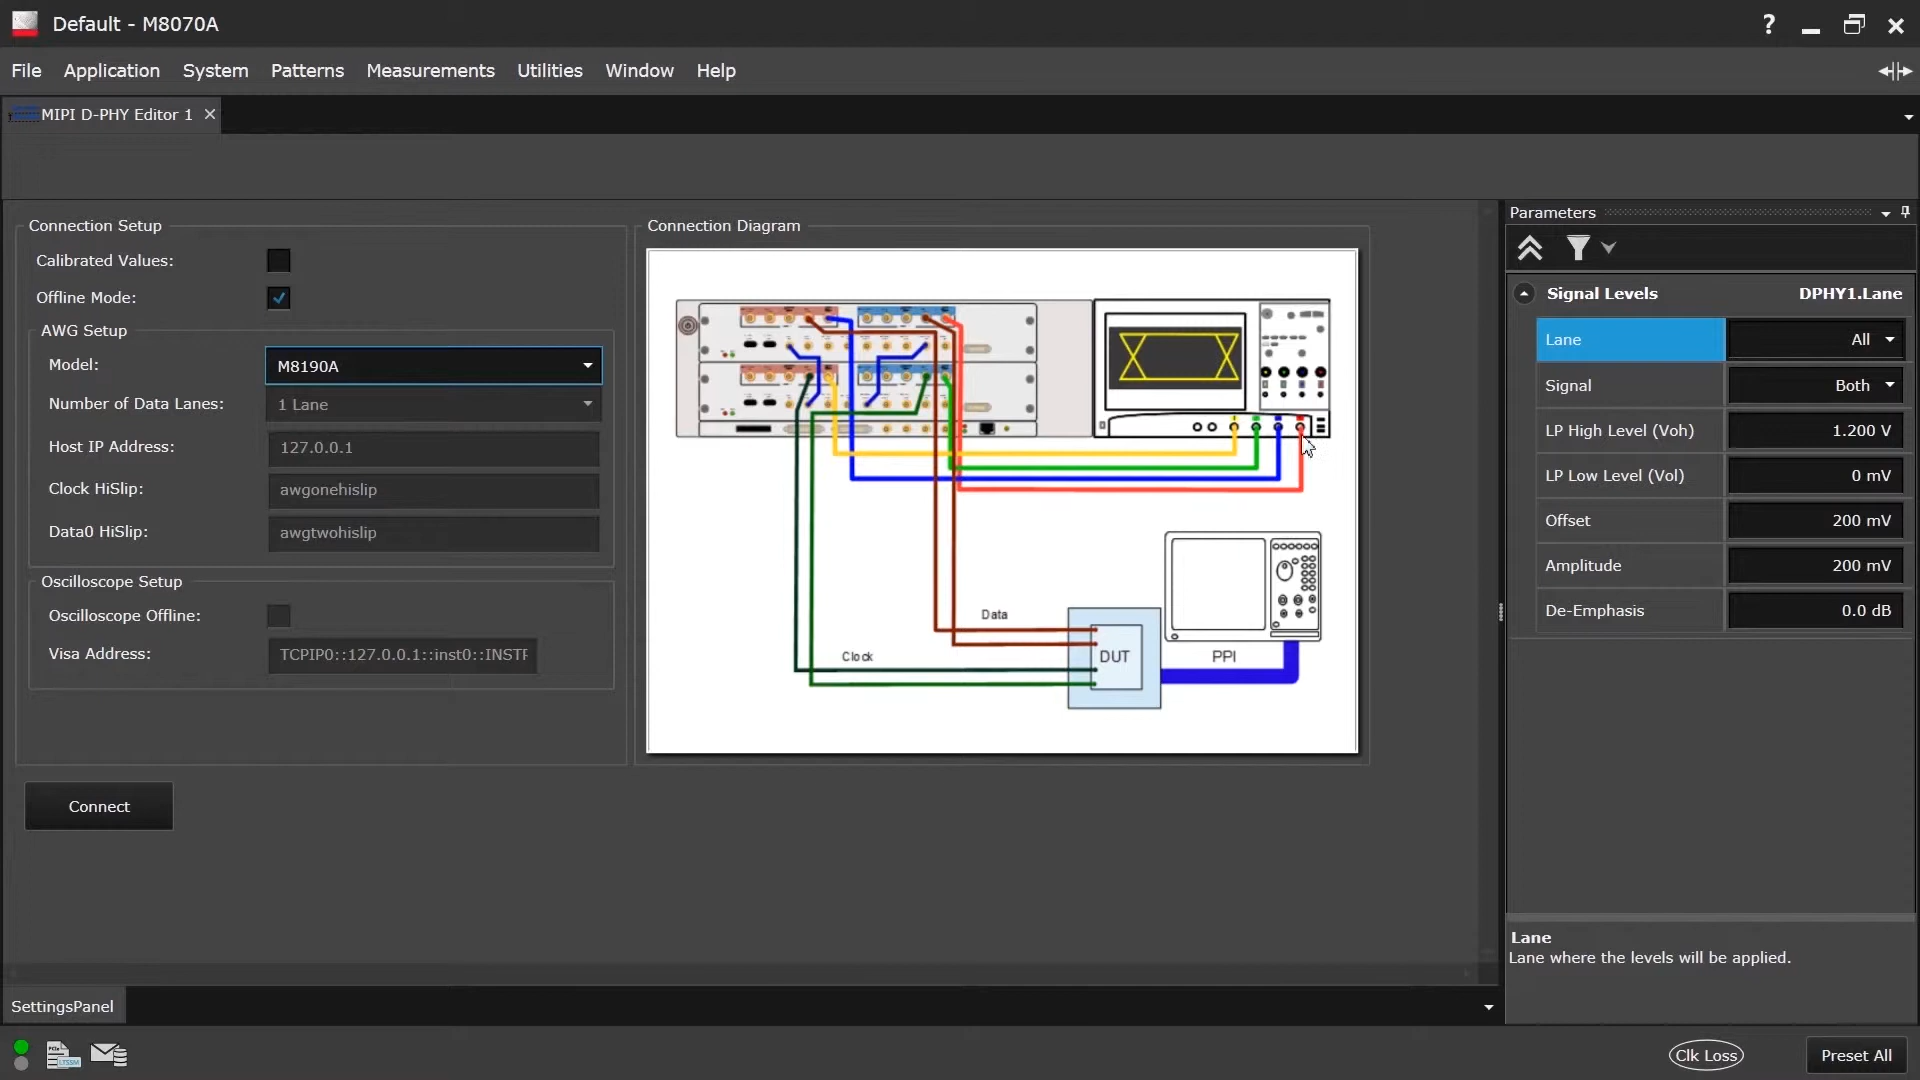 Default - M8070A
?
File Application System Patterns Measurements Utilities Window Help
MIPI D-PHY Editor 1
Connection Setup
Calibrated Values:
Offline Mode:
AWG Setup
Model: M8190A
Number of Data Lanes: 1 Lane
Host IP Address: 127.0.0.1
Clock HiSlip: awgonehislip
Data0 HiSlip: awgtwohislip
Oscilloscope Setup
Oscilloscope Offline:
Visa Address: TCPIP0::127.0.0.1::inst0::INSTF
Connect
Connection Diagram
Data
Clock
DUT
PPI
Parameters
Signal Levels DPHY1.Lane
Lane All
Signal Both
LP High Level (Voh) 1.200 V
LP Low Level (Vol) 0 mV
Offset 200 mV
Amplitude 200 mV
De-Emphasis 0.0 dB
Lane
Lane where the levels will be applied.
SettingsPanel
LTSSM
Clk Loss
Preset All